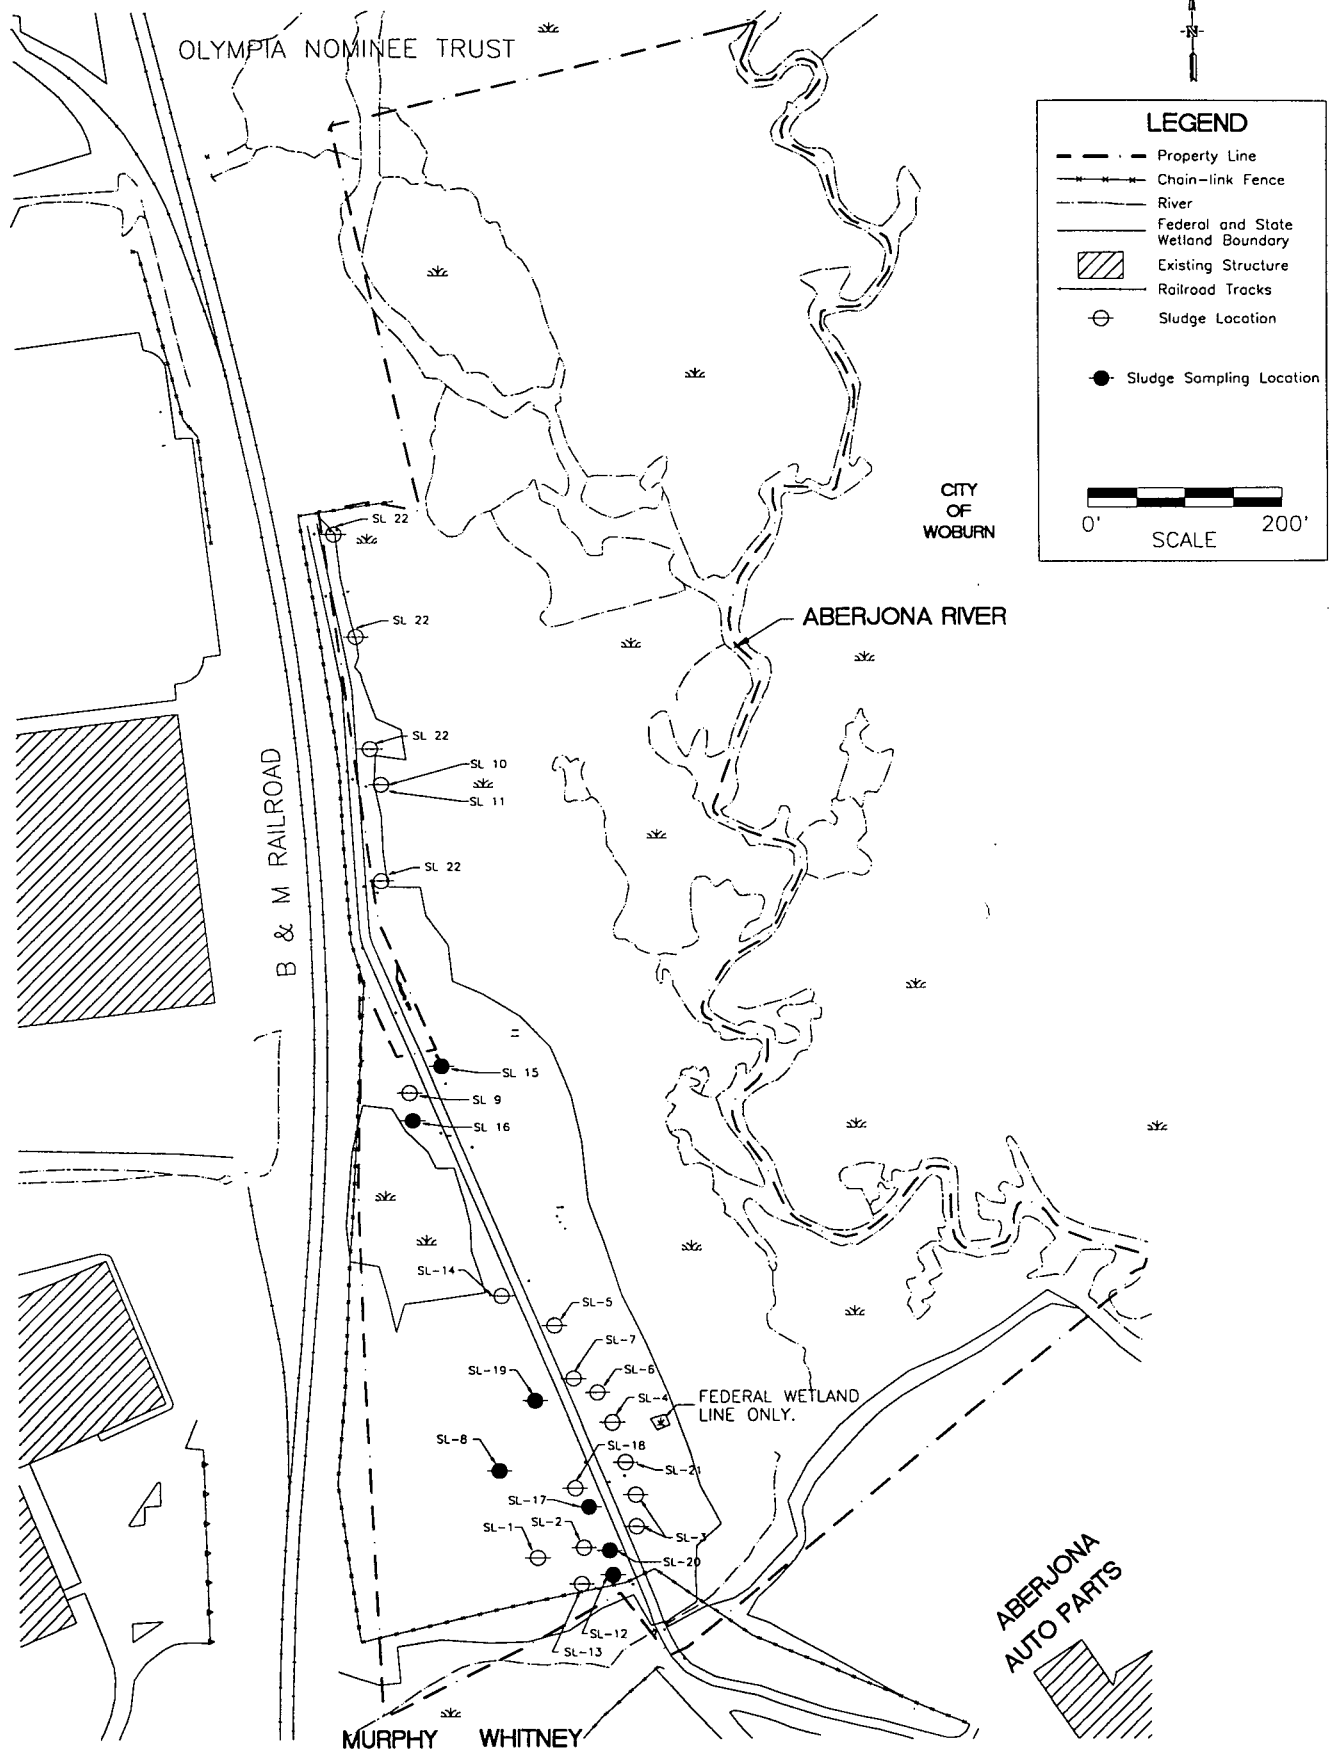 OLYMPIA NOMINEE TRUST
N
LEGEND
Property Line
Chain-link Fence
River
Federal and State
Wetland Boundary
Existing Structure
Railroad Tracks
Sludge Location
Sludge Sampling Location
0' 200'
SCALE
CITY
OF
WOBURN
SL 22
ABERJONA RIVER
SL 22
SL 22
SL 10
SL 11
B & M RAILROAD
SL 22
SL 15
SL 9
SL 16
SL-14
SL-5
SL-7
SL-6
SL-19
SL-4
FEDERAL WETLAND
LINE ONLY.
SL-8
SL-18
SL-21
SL-17
SL-1
SL-2
SL-3
SL-20
SL-12
SL-13
ABERJONA
AUTO PARTS
MURPHY WHITNEY